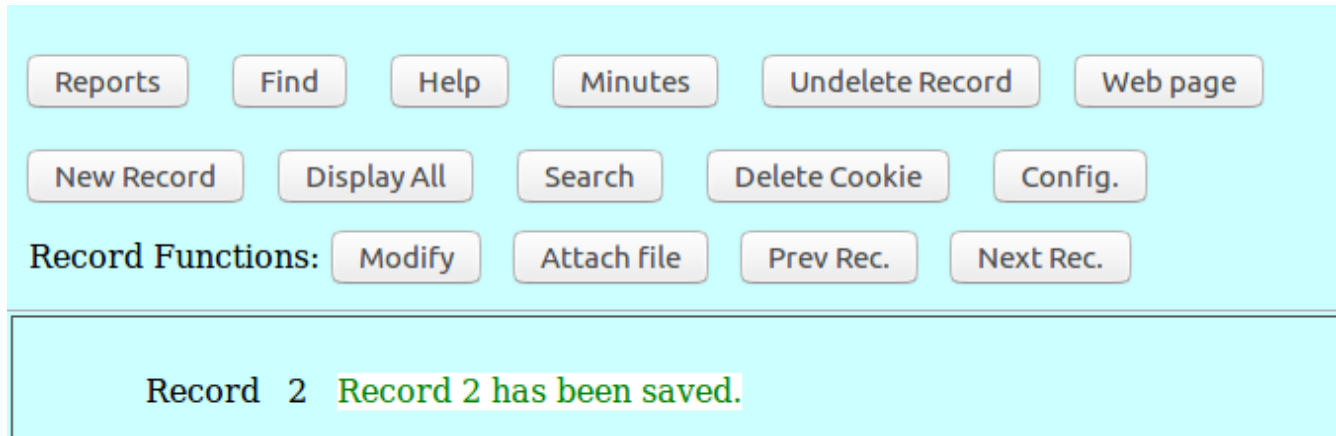 Reports Find Help Minutes Undelete Record Web page
New Record Display All Search Delete Cookie Config.
Record Functions: Modify Attach file Prev Rec. Next Rec.
Record 2 Record 2 has been saved.